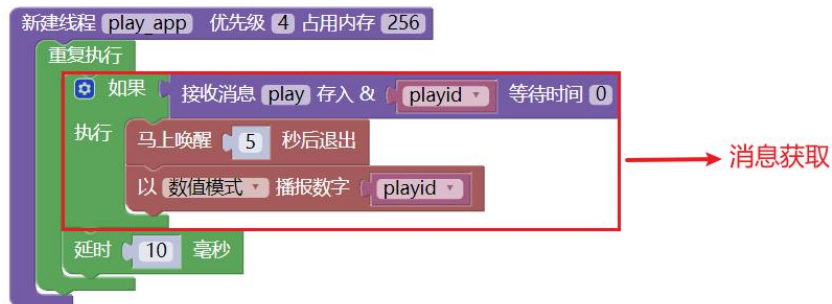 新建线程 play_app 优先级 4 占用内存 256
重复执行
如果 接收消息 play 存入 & playid 等待时间 0
执行 马上唤醒 5 秒后退出
以 数值模式 播报数字 playid
消息获取
延时 10 毫秒